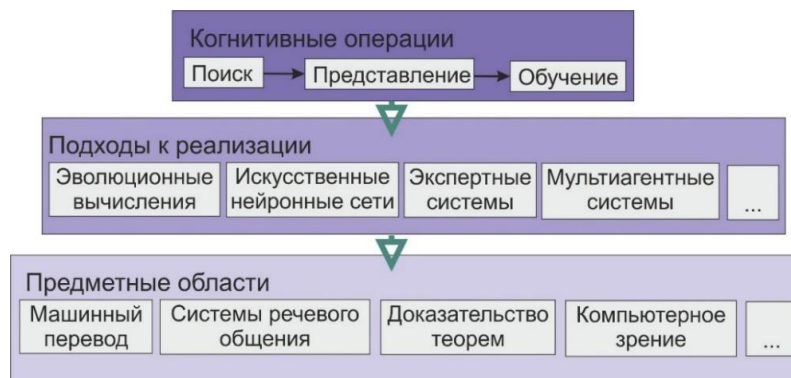 Когнитивные операции
Поиск Представление Обучение
Подходы к реализации
Эволюционные Искусственные Экспертные Мультиагентные
вычисления нейронные сети системы системы ...
Предметные области
Машинный Системы речевого Доказательство Компьютерное
перевод общения теорем зрение ...